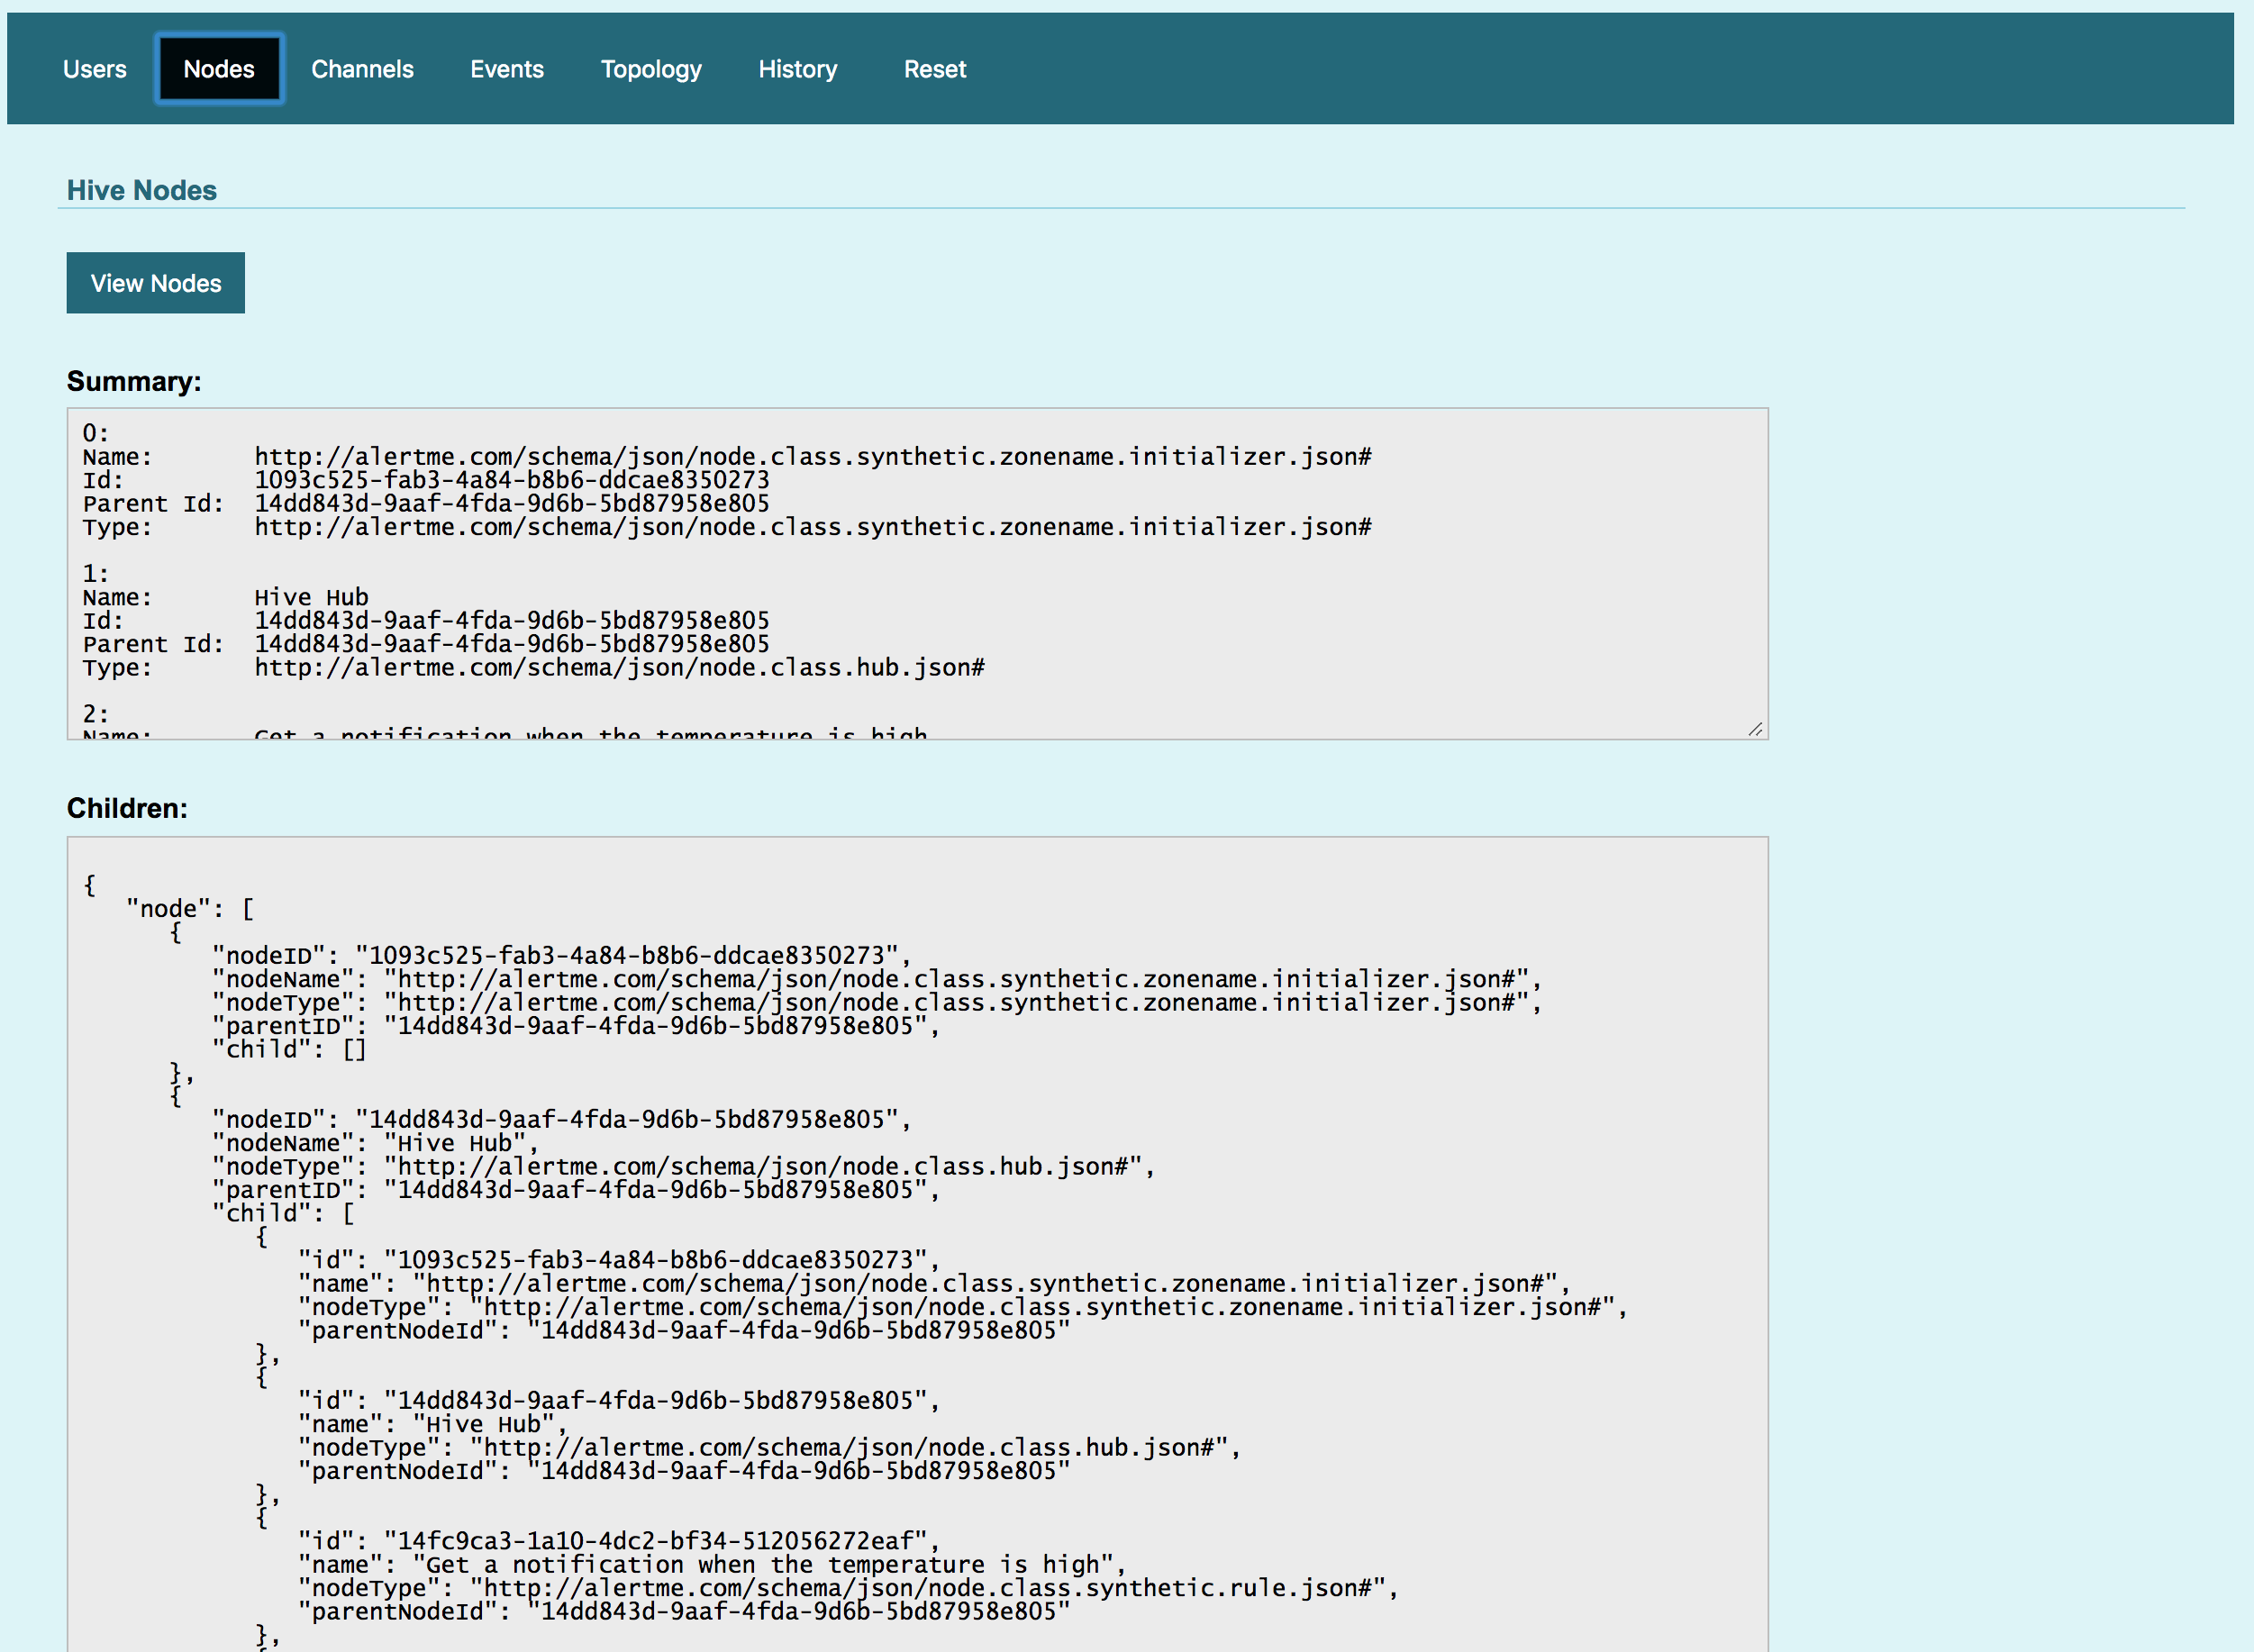 Users Nodes Channels Events Topology History Reset
Hive Nodes
View Nodes
Summary:
0:
Name: http://alertme.com/schema/json/node.class.synthetic.zonename.initializer.json#
Id: 1093c525-fab3-4a84-b8b6-ddcae8350273
Parent Id: 14dd843d-9aaf-4fda-9d6b-5bd87958e805
Type: http://alertme.com/schema/json/node.class.synthetic.zonename.initializer.json#
1:
Name: Hive Hub
Id: 14dd843d-9aaf-4fda-9d6b-5bd87958e805
Parent Id: 14dd843d-9aaf-4fda-9d6b-5bd87958e805
Type: http://alertme.com/schema/json/node.class.hub.json#
2:
Name: Get a notification when the temperature is high
Children:
{
"node": [
{
"nodeID": "1093c525-fab3-4a84-b8b6-ddcae8350273",
"nodeName": "http://alertme.com/schema/json/node.class.synthetic.zonename.initializer.json#",
"nodeType": "http://alertme.com/schema/json/node.class.synthetic.zonename.initializer.json#",
"parentID": "14dd843d-9aaf-4fda-9d6b-5bd87958e805",
"child": []
},
{
"nodeID": "14dd843d-9aaf-4fda-9d6b-5bd87958e805",
"nodeName": "Hive Hub",
"nodeType": "http://alertme.com/schema/json/node.class.hub.json#",
"parentID": "14dd843d-9aaf-4fda-9d6b-5bd87958e805",
"child": [
{
"id": "1093c525-fab3-4a84-b8b6-ddcae8350273",
"name": "http://alertme.com/schema/json/node.class.synthetic.zonename.initializer.json#",
"nodeType": "http://alertme.com/schema/json/node.class.synthetic.zonename.initializer.json#",
"parentNodeId": "14dd843d-9aaf-4fda-9d6b-5bd87958e805"
},
{
"id": "14dd843d-9aaf-4fda-9d6b-5bd87958e805",
"name": "Hive Hub",
"nodeType": "http://alertme.com/schema/json/node.class.hub.json#",
"parentNodeId": "14dd843d-9aaf-4fda-9d6b-5bd87958e805"
},
{
"id": "14fc9ca3-1a10-4dc2-bf34-512056272eaf",
"name": "Get a notification when the temperature is high",
"nodeType": "http://alertme.com/schema/json/node.class.synthetic.rule.json#",
"parentNodeId": "14dd843d-9aaf-4fda-9d6b-5bd87958e805"
},